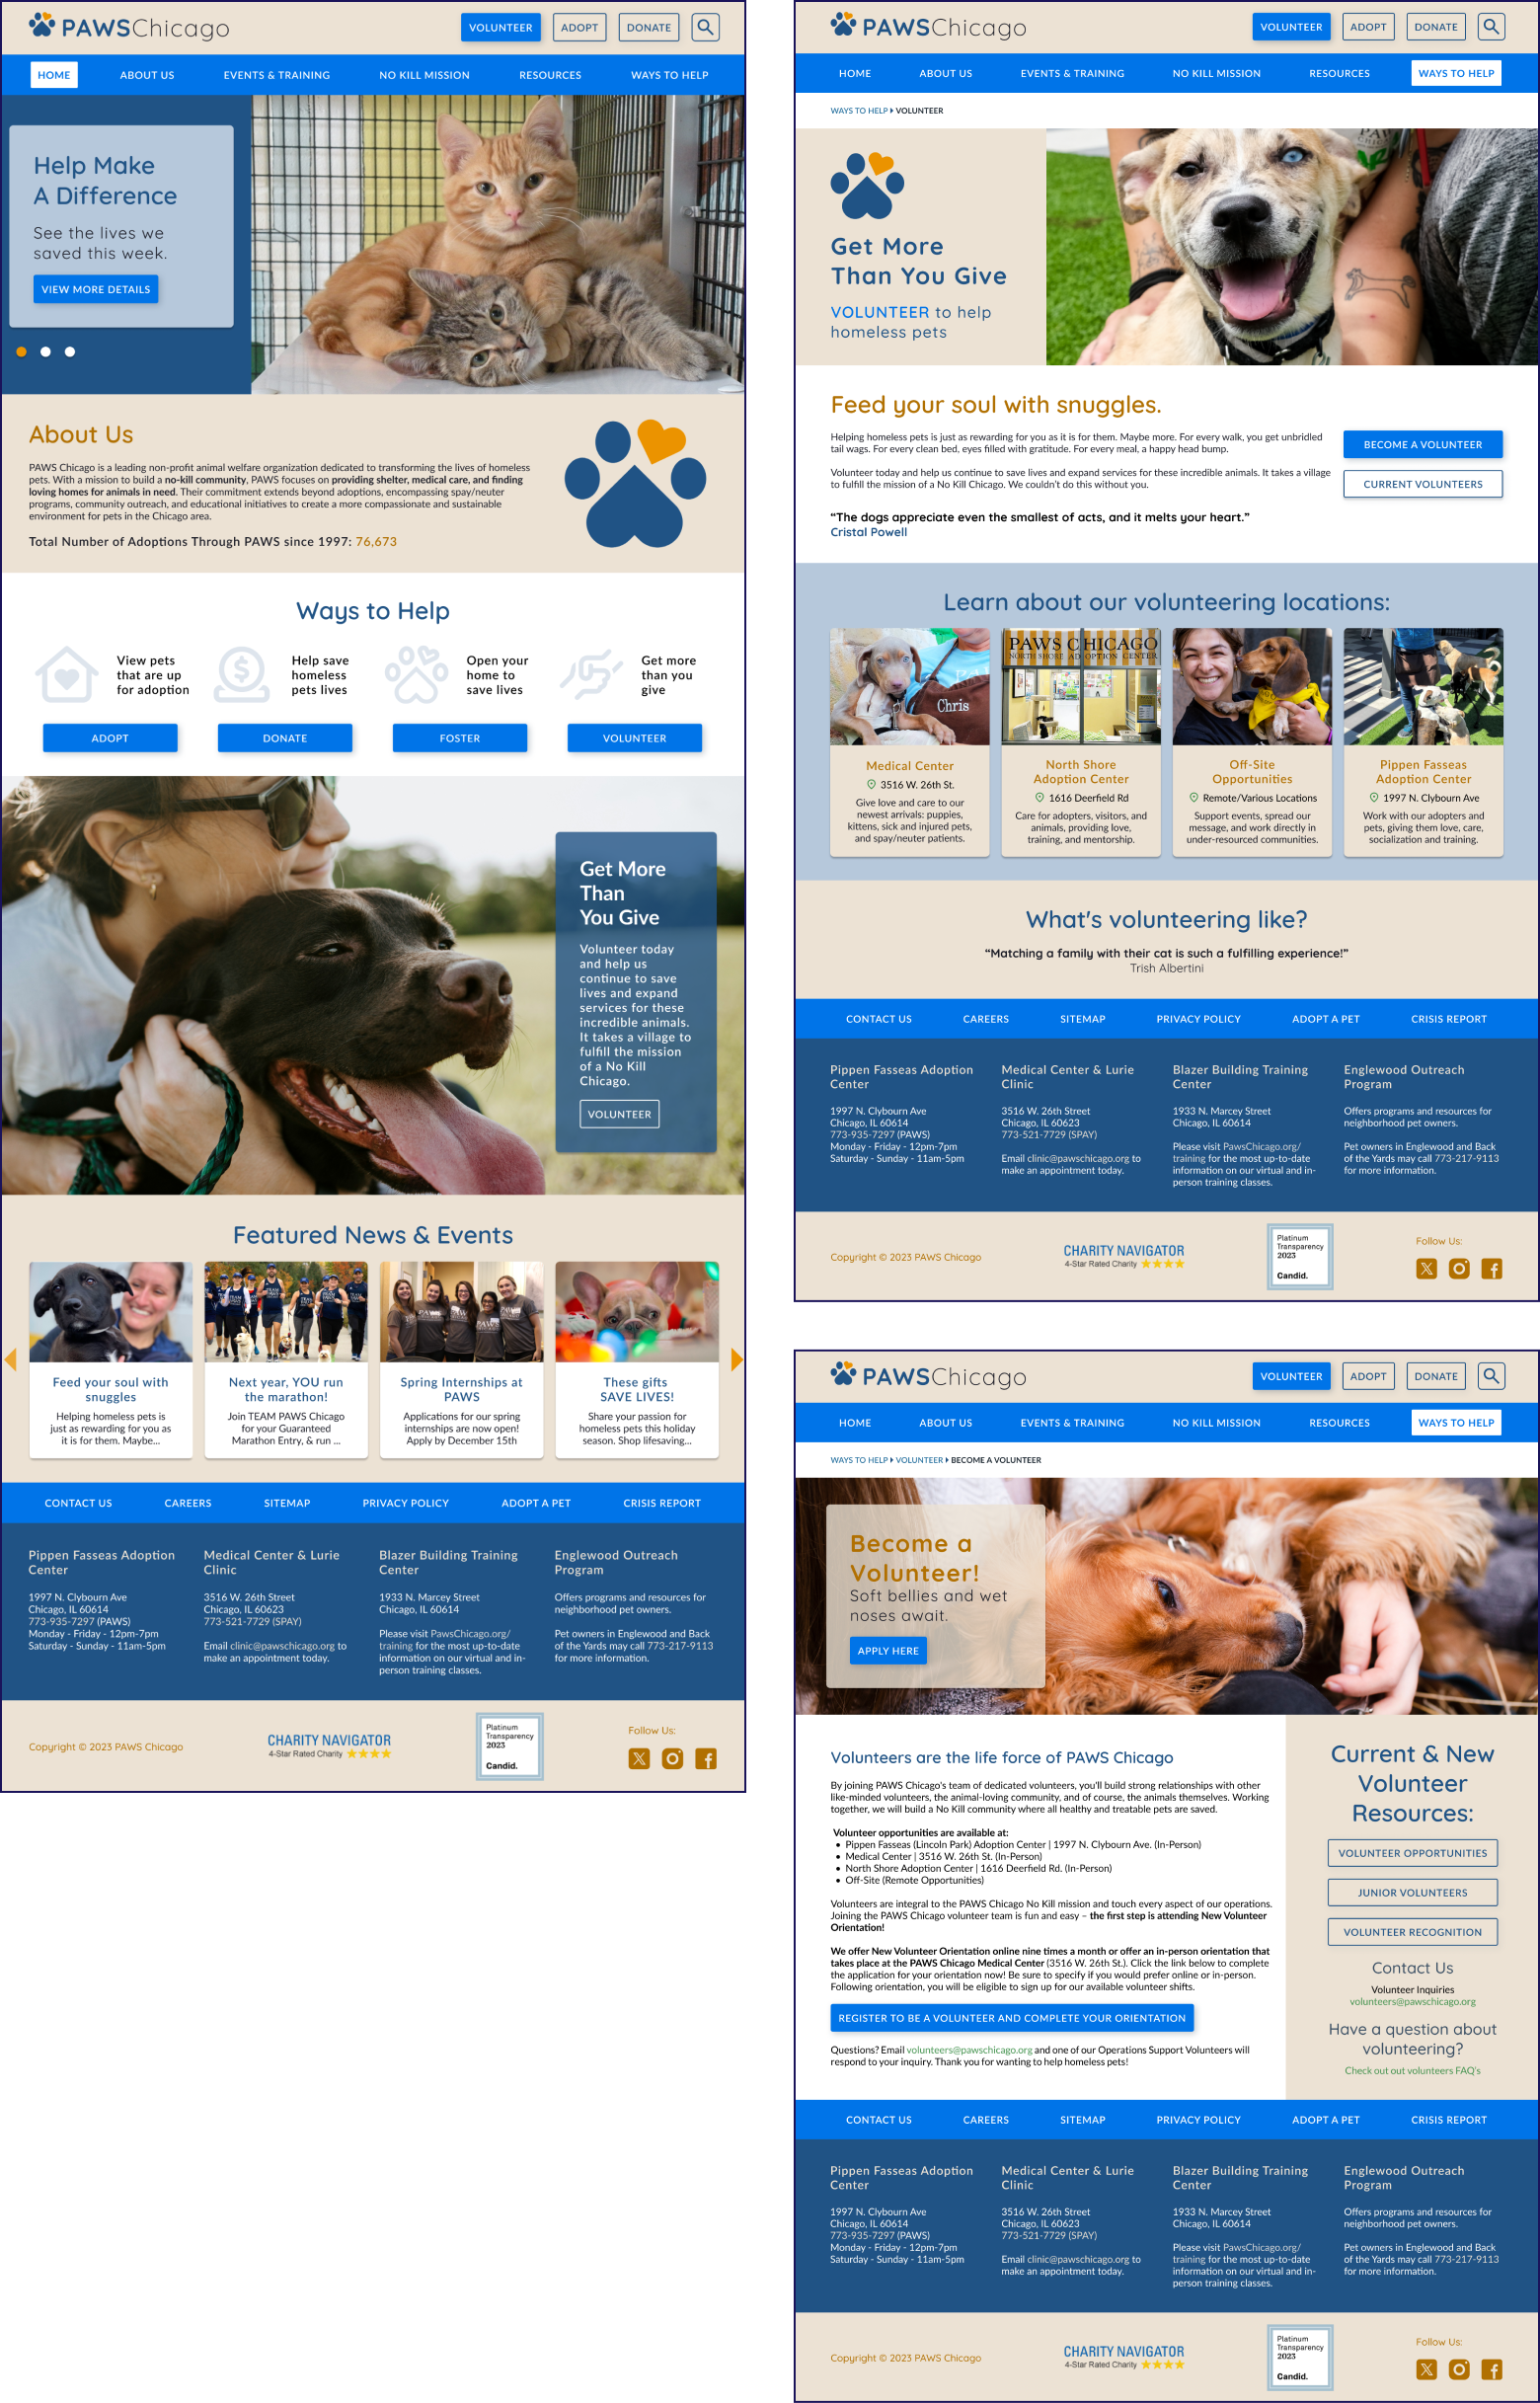 PAWSChicago
VOLUNTEER
ADOPT
DONATE
HOME
ABOUT US
EVENTS & TRAINING
NO KILL MISSION
RESOURCES
WAYS TO HELP
Help Make
A Difference
See the lives we
saved this week.
VIEW MORE DETAILS
About Us
PAWS Chicago is a leading non-profit animal welfare organization dedicated to transforming the lives of homeless
pets. With a mission to build a no-kill community, PAWS focuses on providing shelter, medical care, and finding
loving homes for animals in need. Their commitment extends beyond adoptions, encompassing spay/neuter
programs, community outreach, and educational initiatives to create a more compassionate and sustainable
environment for pets in the Chicago area.
Total Number of Adoptions Through PAWS since 1997: 76,673
Ways to Help
View pets
that are up
for adoption
ADOPT
Help save
homeless
pets lives
DONATE
Open your
home to
save lives
FOSTER
Get more
than you
give
VOLUNTEER
Get More
Than
You Give
Volunteer today
and help us
continue to save
lives and expand
services for these
incredible animals.
It takes a village to
fulfill the mission
of a No Kill
Chicago.
VOLUNTEER
Featured News & Events
Feed your soul with
snuggles
Helping homeless pets is
just as rewarding for you as
it is for them. Maybe...
Next year, YOU run
the marathon!
Join TEAM PAWS Chicago
for your Guaranteed
Marathon Entry, & run ...
Spring Internships at
PAWS
Applications for our spring
internships are now open!
Apply by December 15th
These gifts
SAVE LIVES!
Share your passion for
homeless pets this holiday
season. Shop lifesaving...
CONTACT US
CAREERS
SITEMAP
PRIVACY POLICY
ADOPT A PET
CRISIS REPORT
Pippen Fasseas Adoption
Center
1997 N. Clybourn Ave
Chicago, IL 60614
773-935-7297 (PAWS)
Monday - Friday - 12pm-7pm
Saturday - Sunday - 11am-5pm
Medical Center & Lurie
Clinic
3516 W. 26th Street
Chicago, IL 60623
773-521-7729 (SPAY)
Email clinic@pawschicago.org to
make an appointment today.
Blazer Building Training
Center
1933 N. Marcey Street
Chicago, IL 60614
Please visit PawsChicago.org/
training for the most up-to-date
information on our virtual and in-
person training classes.
Englewood Outreach
Program
Offers programs and resources for
neighborhood pet owners.
Pet owners in Englewood and Back
of the Yards may call 773-217-9113
for more information.
Copyright © 2023 PAWS Chicago
CHARITY NAVIGATOR
4-Star Rated Charity
Platinum
Transparency
2023
Candid.
Follow Us:
PAWSChicago
VOLUNTEER
ADOPT
DONATE
HOME
ABOUT US
EVENTS & TRAINING
NO KILL MISSION
RESOURCES
WAYS TO HELP
WAYS TO HELP VOLUNTEER
Get More
Than You Give
VOLUNTEER to help
homeless pets
Feed your soul with snuggles.
Helping homeless pets is just as rewarding for you as it is for them. Maybe more. For every walk, you get unbridled
tail wags. For every clean bed, eyes filled with gratitude. For every meal, a happy head bump.
Volunteer today and help us continue to save lives and expand services for these incredible animals. It takes a village
to fulfill the mission of a No Kill Chicago. We couldn't do this without you.
“The dogs appreciate even the smallest of acts, and it melts your heart.”
Cristal Powell
BECOME A VOLUNTEER
CURRENT VOLUNTEERS
Learn about our volunteering locations:
Chris
Medical Center
3516 W. 26th St.
Give love and care to our
newest arrivals: puppies,
kittens, sick and injured pets,
and spay/neuter patients.
PAWS CHICAGO
NORTH SHORE ADOPTION CENTER
North Shore
Adoption Center
1616 Deerfield Rd
Care for adopters, visitors, and
animals, providing love,
training, and mentorship.
Off-Site
Opportunities
Remote/Various Locations
Support events, spread our
message, and work directly in
under-resourced communities.
Pippen Fasseas
Adoption Center
1997 N. Clybourn Ave
Work with our adopters and
pets, giving them love, care,
socialization and training.
What's volunteering like?
“Matching a family with their cat is such a fulfilling experience!”
Trish Albertini
CONTACT US
CAREERS
SITEMAP
PRIVACY POLICY
ADOPT A PET
CRISIS REPORT
Pippen Fasseas Adoption
Center
1997 N. Clybourn Ave
Chicago, IL 60614
773-935-7297 (PAWS)
Monday - Friday - 12pm-7pm
Saturday - Sunday - 11am-5pm
Medical Center & Lurie
Clinic
3516 W. 26th Street
Chicago, IL 60623
773-521-7729 (SPAY)
Email clinic@pawschicago.org to
make an appointment today.
Blazer Building Training
Center
1933 N. Marcey Street
Chicago, IL 60614
Please visit PawsChicago.org/
training for the most up-to-date
information on our virtual and in-
person training classes.
Englewood Outreach
Program
Offers programs and resources for
neighborhood pet owners.
Pet owners in Englewood and Back
of the Yards may call 773-217-9113
for more information.
Copyright © 2023 PAWS Chicago
CHARITY NAVIGATOR
4-Star Rated Charity
Platinum
Transparency
2023
Candid.
Follow Us:
PAWSChicago
VOLUNTEER
ADOPT
DONATE
HOME
ABOUT US
EVENTS & TRAINING
NO KILL MISSION
RESOURCES
WAYS TO HELP
WAYS TO HELP VOLUNTEER BECOME A VOLUNTEER
Become a
Volunteer!
Soft bellies and wet
noses await.
APPLY HERE
Volunteers are the life force of PAWS Chicago
By joining PAWS Chicago's team of dedicated volunteers, you'll build strong relationships with other
like-minded volunteers, the animal-loving community, and of course, the animals themselves. Working
together, we will build a No Kill community where all healthy and treatable pets are saved.
Volunteer opportunities are available at:
• Pippen Fasseas (Lincoln Park) Adoption Center | 1997 N. Clybourn Ave. (In-Person)
• Medical Center | 3516 W. 26th St. (In-Person)
• North Shore Adoption Center | 1616 Deerfield Rd. (In-Person)
• Off-Site (Remote Opportunities)
Volunteers are integral to the PAWS Chicago No Kill mission and touch every aspect of our operations.
Joining the PAWS Chicago volunteer team is fun and easy – the first step is attending New Volunteer
Orientation!
We offer New Volunteer Orientation online nine times a month or offer an in-person orientation that
takes place at the PAWS Chicago Medical Center (3516 W. 26th St.). Click the link below to complete
the application for your orientation now! Be sure to specify if you would prefer online or in-person.
Following orientation, you will be eligible to sign up for our available volunteer shifts.
REGISTER TO BE A VOLUNTEER AND COMPLETE YOUR ORIENTATION
Questions? Email volunteers@pawschicago.org and one of our Operations Support Volunteers will
respond to your inquiry. Thank you for wanting to help homeless pets!
Current & New
Volunteer
Resources:
VOLUNTEER OPPORTUNITIES
JUNIOR VOLUNTEERS
VOLUNTEER RECOGNITION
Contact Us
Volunteer Inquiries
volunteers@pawschicago.org
Have a question about
volunteering?
Check out out volunteers FAQ's
CONTACT US
CAREERS
SITEMAP
PRIVACY POLICY
ADOPT A PET
CRISIS REPORT
Pippen Fasseas Adoption
Center
1997 N. Clybourn Ave
Chicago, IL 60614
773-935-7297 (PAWS)
Monday - Friday - 12pm-7pm
Saturday - Sunday - 11am-5pm
Medical Center & Lurie
Clinic
3516 W. 26th Street
Chicago, IL 60623
773-521-7729 (SPAY)
Email clinic@pawschicago.org to
make an appointment today.
Blazer Building Training
Center
1933 N. Marcey Street
Chicago, IL 60614
Please visit PawsChicago.org/
training for the most up-to-date
information on our virtual and in-
person training classes.
Englewood Outreach
Program
Offers programs and resources for
neighborhood pet owners.
Pet owners in Englewood and Back
of the Yards may call 773-217-9113
for more information.
Copyright © 2023 PAWS Chicago
CHARITY NAVIGATOR
4-Star Rated Charity
Platinum
Transparency
2023
Candid.
Follow Us: